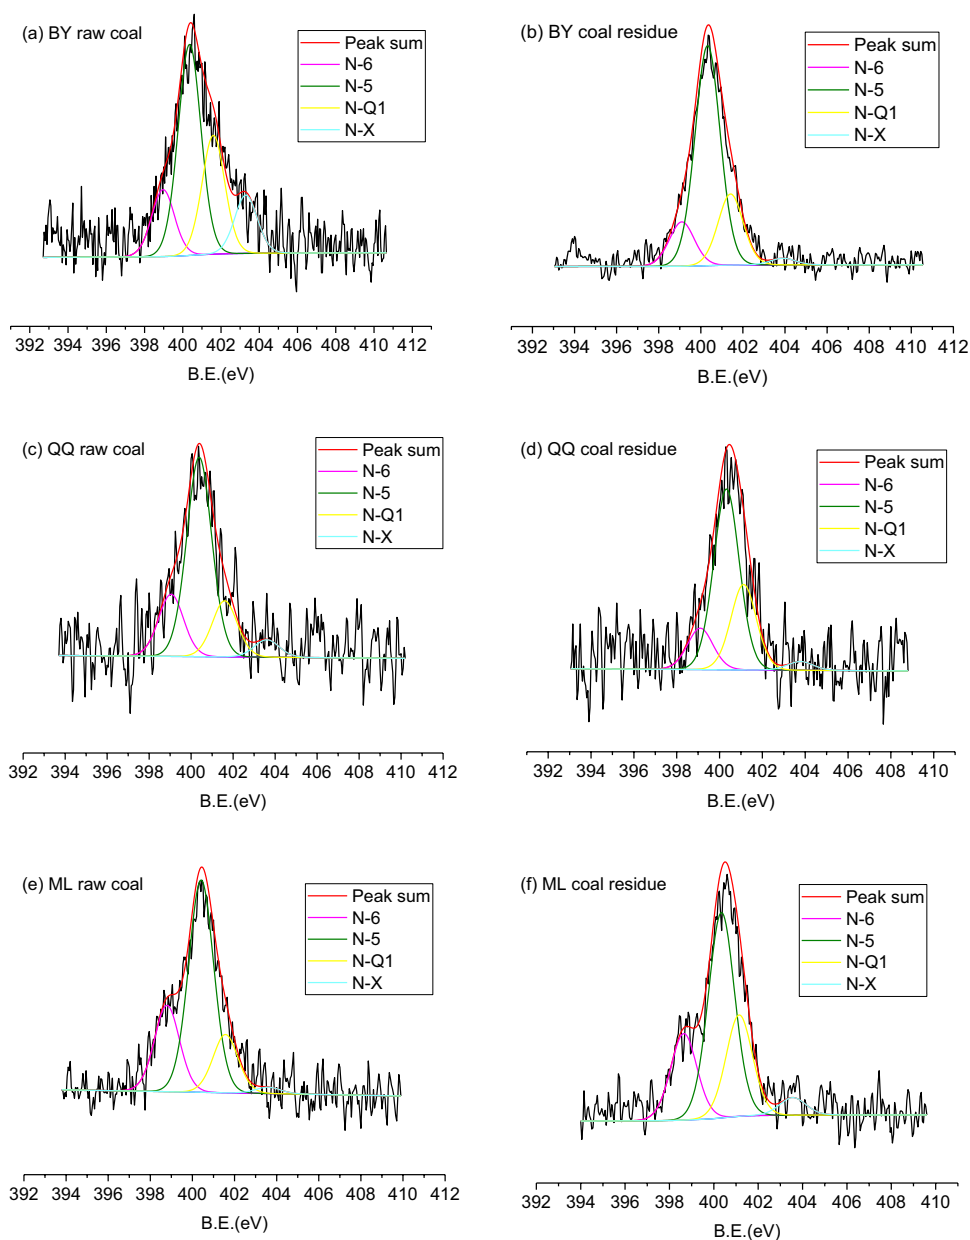 (a) BY raw coal
Peak sum
N-6
N-5
N-Q1
N-X
392 394 396 398 400 402 404 406 408 410 412
B.E.(eV)
(b) BY coal residue
Peak sum
N-6
N-5
N-Q1
N-X
392 394 396 398 400 402 404 406 408 410 412
B.E.(eV)
(c) QQ raw coal
Peak sum
N-6
N-5
N-Q1
N-X
392 394 396 398 400 402 404 406 408 410 412
B.E.(eV)
(d) QQ coal residue
Peak sum
N-6
N-5
N-Q1
N-X
392 394 396 398 400 402 404 406 408 410
B.E.(eV)
(e) ML raw coal
Peak sum
N-6
N-5
N-Q1
N-X
392 394 396 398 400 402 404 406 408 410 412
B.E.(eV)
(f) ML coal residue
Peak sum
N-6
N-5
N-Q1
N-X
392 394 396 398 400 402 404 406 408 410
B.E.(eV)